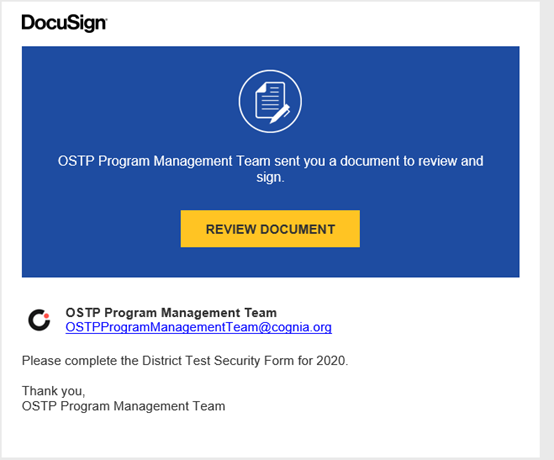 DocuSign
OSTP Program Management Team sent you a document to review and
sign.
REVIEW DOCUMENT
OSTP Program Management Team
OSTPProgramManagementTeam@cognia.org
Please complete the District Test Security Form for 2020.
Thank you,
OSTP Program Management Team